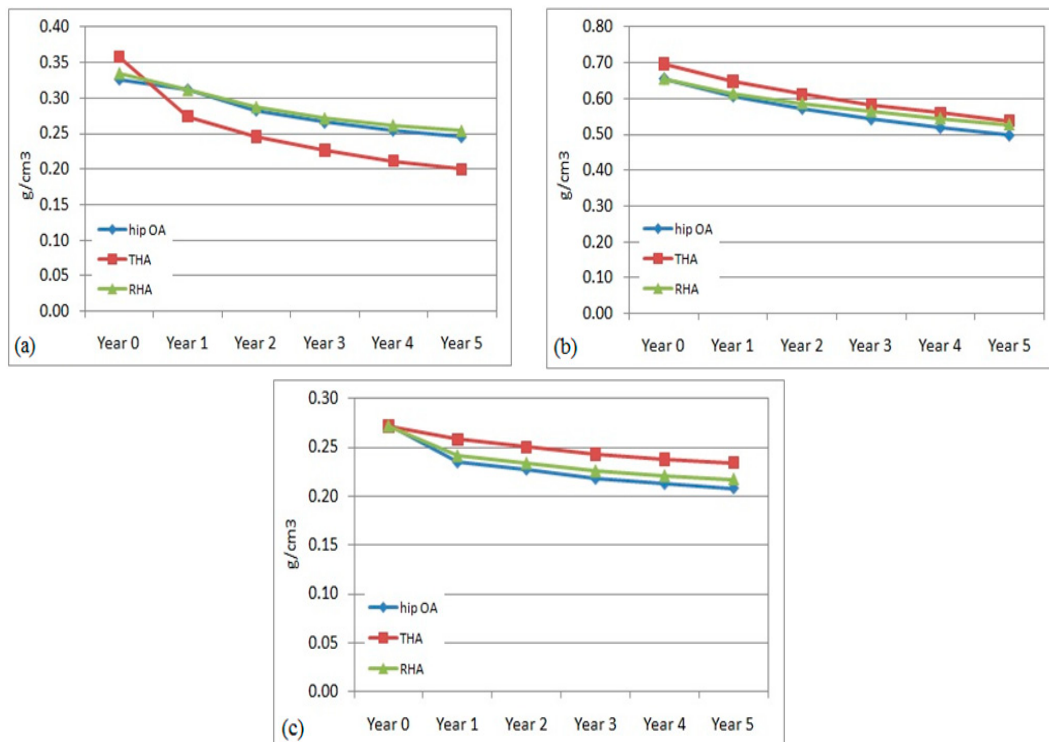 0.40
0.35
0.30
0.25
0.20
0.15
0.10
0.05
0.00
g/cm3
hip OA
THA
RHA
Year 0 Year 1 Year 2 Year 3 Year 4 Year 5
(a)
0.80
0.70
0.60
0.50
0.40
0.30
0.20
0.10
0.00
g/cm3
hip OA
THA
RHA
Year 0 Year 1 Year 2 Year 3 Year 4 Year 5
(b)
0.30
0.25
0.20
0.15
0.10
0.05
0.00
g/cm3
hip OA
THA
RHA
Year 0 Year 1 Year 2 Year 3 Year 4 Year 5
(c)